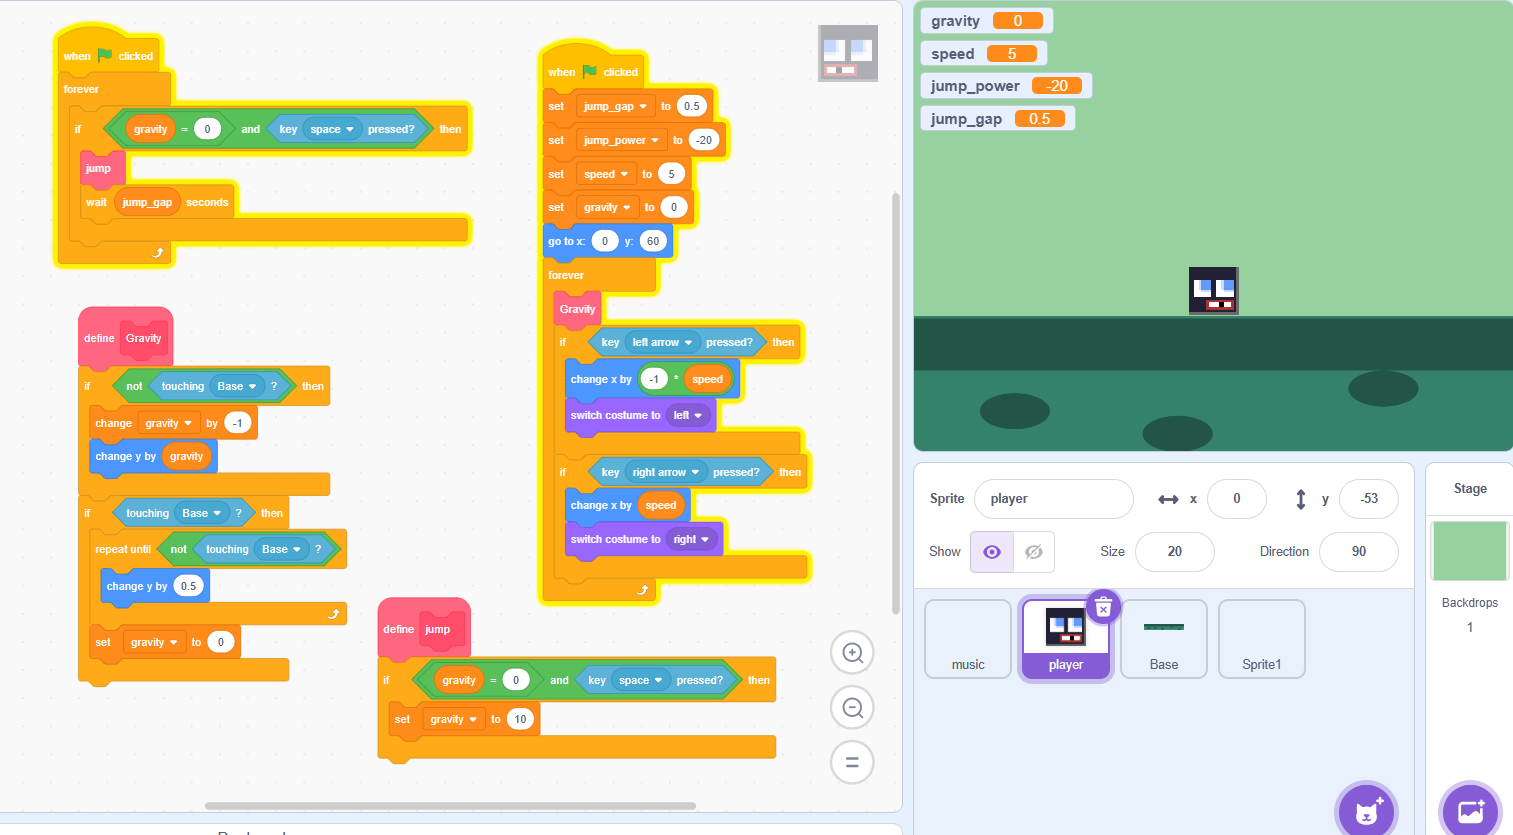 when clicked
forever
if gravity = 0 and key space pressed? then
jump
wait jump_gap seconds
define Gravity
if not touching Base ? then
change gravity by -1
change y by gravity
if touching Base ? then
repeat until not touching Base ?
change y by 0.5
set gravity to 0
define jump
if gravity = 0 and key space pressed? then
set gravity to 10
when clicked
set jump_gap to 0.5
set jump_power to -20
set speed to 5
set gravity to 0
go to x: 0 y: 60
forever
Gravity
if key left arrow pressed? then
change x by -1 * speed
switch costume to left
if key right arrow pressed? then
change x by speed
switch costume to right
gravity 0
speed 5
jump_power -20
jump_gap 0.5
Sprite player x 0 y -53
Show Size 20 Direction 90
music player Base Sprite1
Stage
Backdrops
1